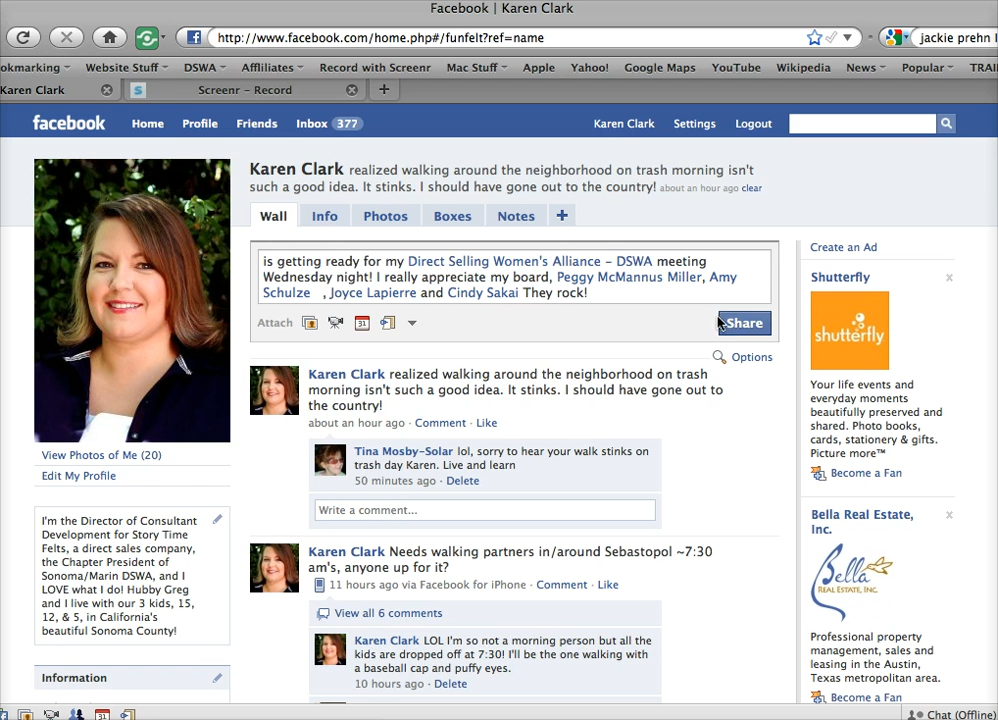 Facebook | Karen Clark
http://www.facebook.com/home.php#/funfelt?ref=name
jackie prehn l
okmarking Website Stuff DSWA Affliliates Record with Screenr Mac Stuff Apple Yahoo! Google Maps YouTube Wikipedia News Popular TRAI
Karen Clark
S Screenr - Record
+
facebook Home Profile Friends Inbox 377 Karen Clark Settings Logout
Karen Clark realized walking around the neighborhood on trash morning isn't
such a good idea. It stinks. I should have gone out to the country! about an hour ago clear
Wall Info Photos Boxes Notes +
is getting ready for my Direct Selling Women's Alliance - DSWA meeting
Wednesday night! I really appreciate my board, Peggy McMannus Miller, Amy
Schulze , Joyce Lapierre and Cindy Sakai They rock!
Attach 31 Share
Options
Karen Clark realized walking around the neighborhood on trash
morning isn't such a good idea. It stinks. I should have gone out to
the country!
about an hour ago · Comment · Like
Tina Mosby-Solar lol, sorry to hear your walk stinks on
trash day Karen. Live and learn
50 minutes ago · Delete
Write a comment...
Karen Clark Needs walking partners in/around Sebastopol ~7:30
am's, anyone up for it?
11 hours ago via Facebook for iPhone · Comment · Like
View all 6 comments
Karen Clark LOL I'm so not a morning person but all the
kids are dropped off at 7:30! I'll be the one walking with
a baseball cap and puffy eyes.
10 hours ago · Delete
View Photos of Me (20)
Edit My Profile
I'm the Director of Consultant
Development for Story Time
Felts, a direct sales company,
the Chapter President of
Sonoma/Marin DSWA, and I
LOVE what I do! Hubby Greg
and I live with our 3 kids, 15,
12, & 5, in California's
beautiful Sonoma County!
Information
Create an Ad
Shutterfly
shutterfly
Your life events and
everyday moments
beautifully preserved and
shared. Photo books,
cards, stationery & gifts.
Picture more™
Become a Fan
Bella Real Estate,
Inc.
Bella
REAL ESTATE, INC.
Professional property
management, sales and
leasing in the Austin,
Texas metropolitan area.
Become a Fan
31
Chat (Offline)